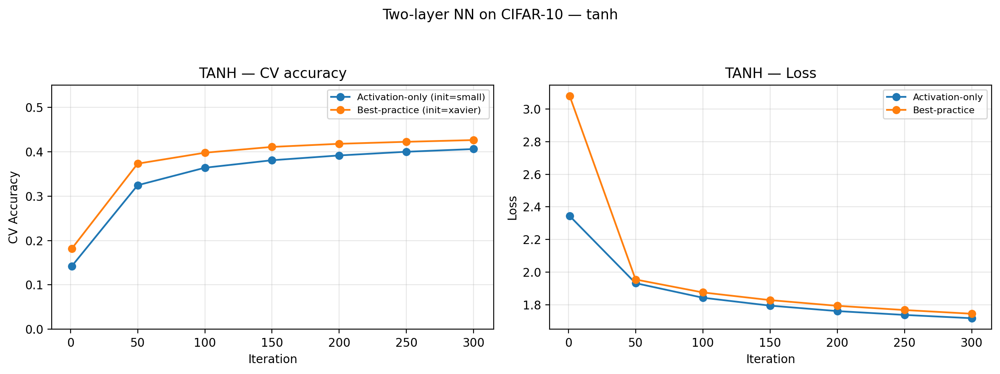 Two-layer NN on CIFAR-10 — tanh
TANH — CV accuracy
CV Accuracy
0.5
0.4
0.3
0.2
0.1
0.0
Activation-only (init=small)
Best-practice (init=xavier)
0 50 100 150 200 250 300
Iteration
TANH — Loss
Loss
3.0
2.8
2.6
2.4
2.2
2.0
1.8
Activation-only
Best-practice
0 50 100 150 200 250 300
Iteration